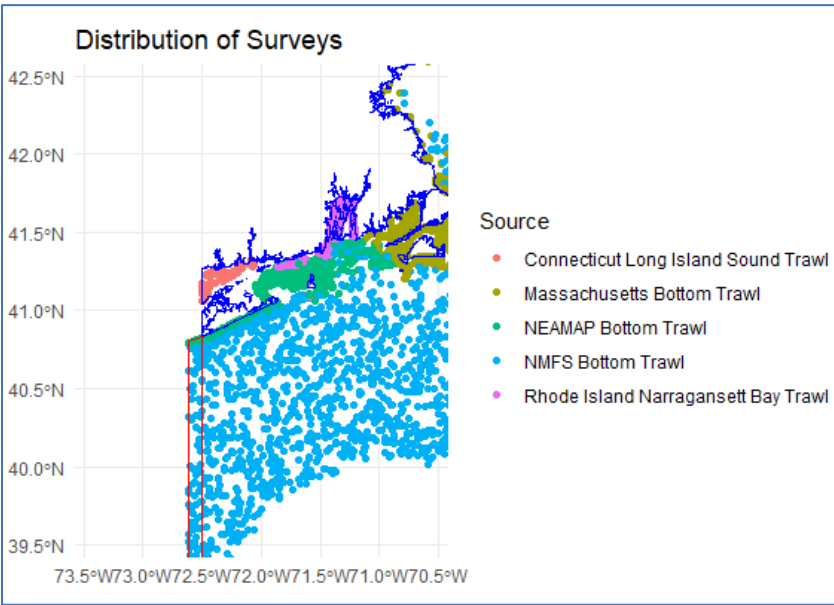 Distribution of Surveys
42.5°N
42.0°N
41.5°N
41.0°N
40.5°N
40.0°N
39.5°N
73.5°W73.0°W72.5°W72.0°W71.5°W71.0°W70.5°W
Source
Connecticut Long Island Sound Trawl
Massachusetts Bottom Trawl
NEAMAP Bottom Trawl
NMFS Bottom Trawl
Rhode Island Narragansett Bay Trawl